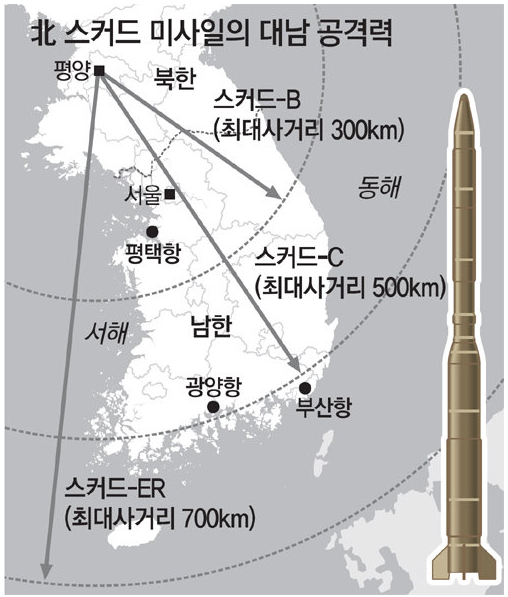 北 스커드 미사일의 대남 공격력
평양
북한
스커드-B
(최대사거리 300km)
동해
서울
평택항
스커드-C
(최대사거리 500km)
서해
남한
광양항
부산항
스커드-ER
(최대사거리 700km)